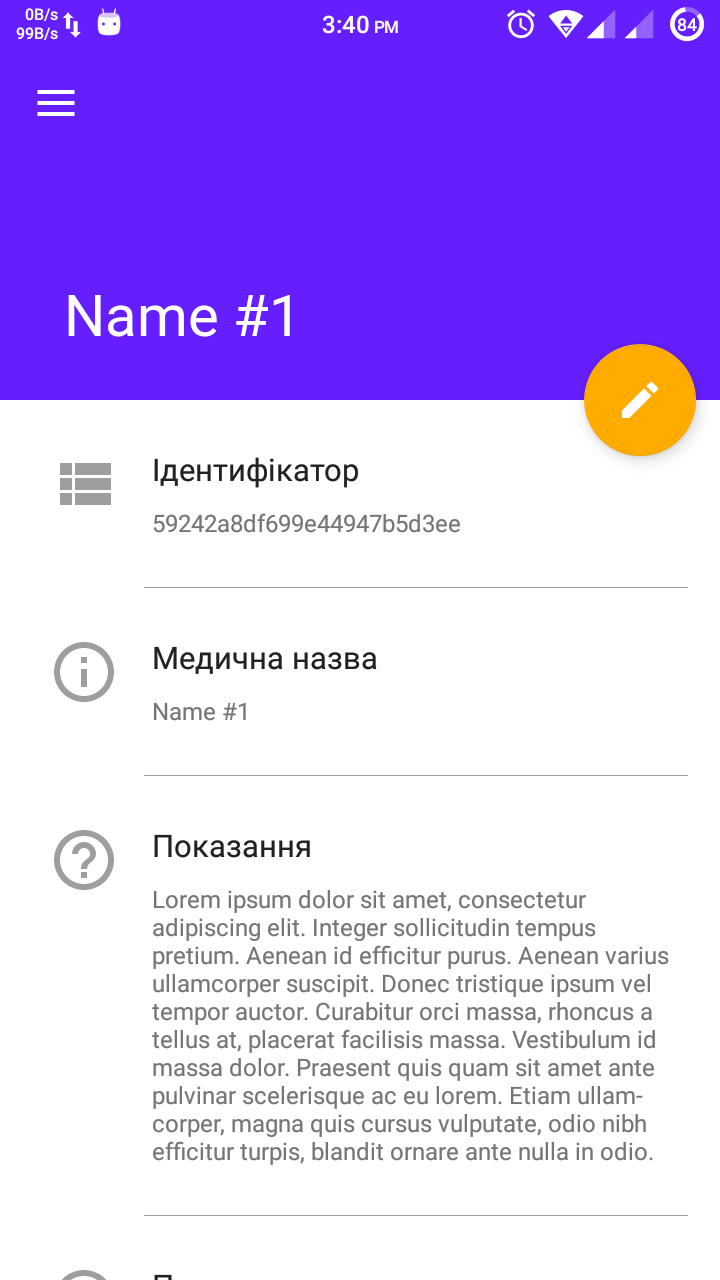 0B/s
99B/s
3:40 PM
84
Name #1
Ідентифікатор
59242a8df699e44947b5d3ee
Медична назва
Name #1
Показання
Lorem ipsum dolor sit amet, consectetur
adipiscing elit. Integer sollicitudin tempus
pretium. Aenean id efficitur purus. Aenean varius
ullamcorper suscipit. Donec tristique ipsum vel
tempor auctor. Curabitur orci massa, rhoncus a
tellus at, placerat facilisis massa. Vestibulum id
massa dolor. Praesent quis quam sit amet ante
pulvinar scelerisque ac eu lorem. Etiam ullam-
corper, magna quis cursus vulputate, odio nibh
efficitur turpis, blandit ornare ante nulla in odio.